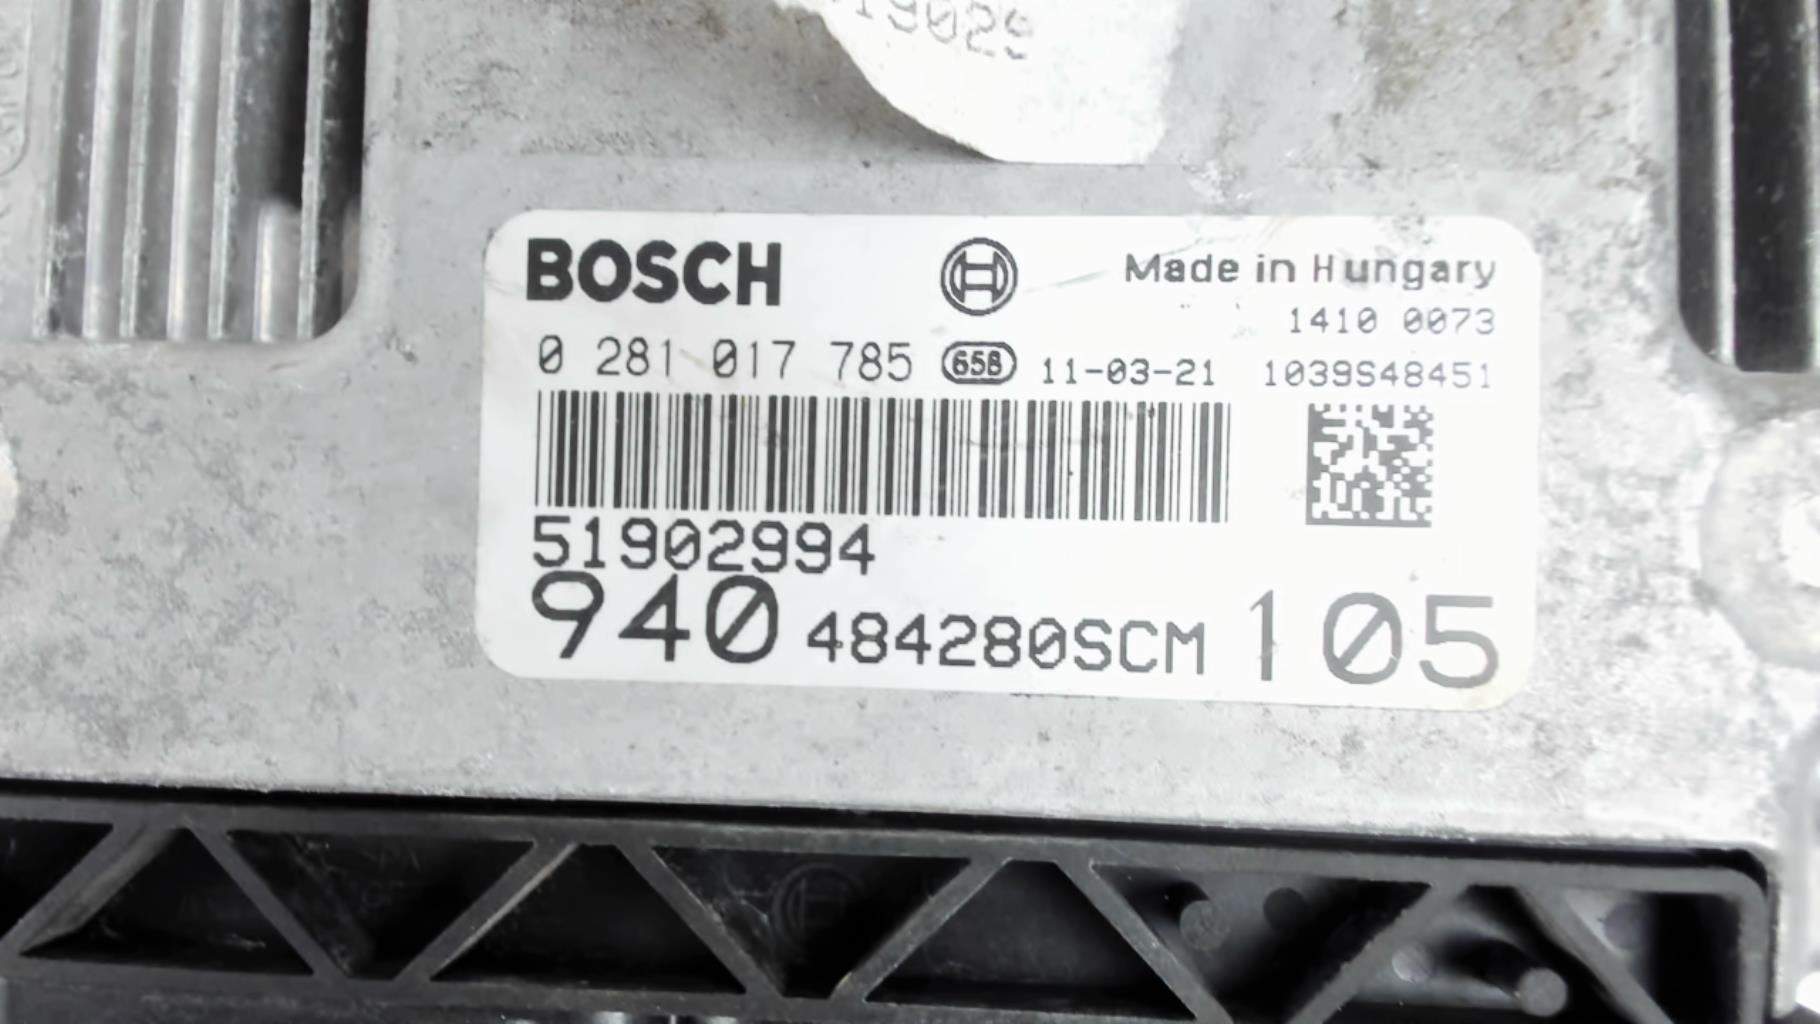 19029
BOSCH
Made in Hungary
1410 0073
0 281 017 785 658 11-03-21 1039S48451
51902994
940 484280SCM 105